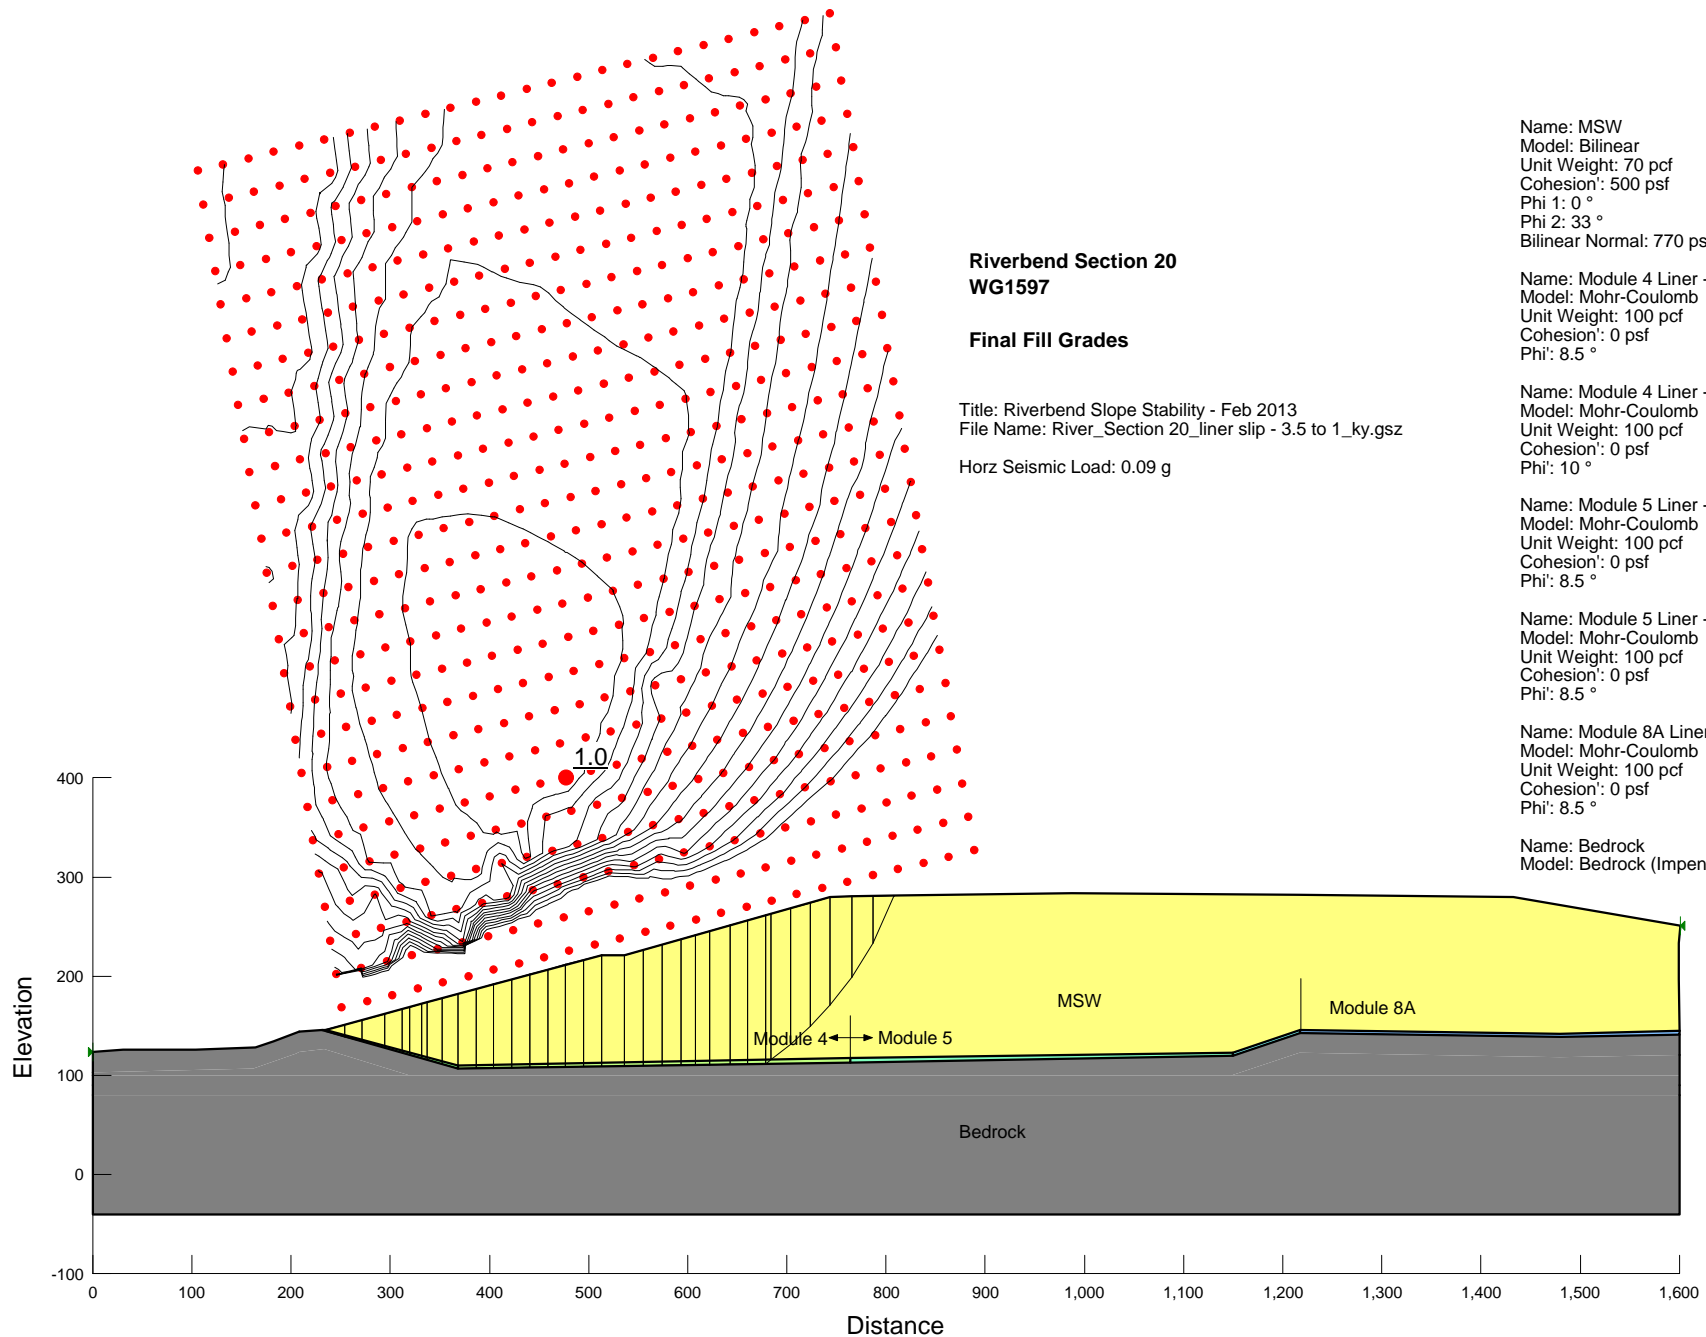 Name: MSW
Model: Bilinear
Unit Weight: 70 pcf
Cohesion': 500 psf
Phi 1: 0 °
Phi 2: 33 °
Bilinear Normal: 770 ps
Name: Module 4 Liner -
Model: Mohr-Coulomb
Unit Weight: 100 pcf
Cohesion': 0 psf
Phi': 8.5 °
Name: Module 4 Liner -
Model: Mohr-Coulomb
Unit Weight: 100 pcf
Cohesion': 0 psf
Phi': 10 °
Name: Module 5 Liner -
Model: Mohr-Coulomb
Unit Weight: 100 pcf
Cohesion': 0 psf
Phi': 8.5 °
Name: Module 5 Liner -
Model: Mohr-Coulomb
Unit Weight: 100 pcf
Cohesion': 0 psf
Phi': 8.5 °
Name: Module 8A Liner
Model: Mohr-Coulomb
Unit Weight: 100 pcf
Cohesion': 0 psf
Phi': 8.5 °
Name: Bedrock
Model: Bedrock (Impen
Riverbend Section 20
WG1597
Final Fill Grades
Title: Riverbend Slope Stability - Feb 2013
File Name: River_Section 20_liner slip - 3.5 to 1_ky.gsz
Horz Seismic Load: 0.09 g
1.0
MSW
Module 8A
Module 4
Module 5
Bedrock
Elevation
400
300
200
100
0
-100
0 100 200 300 400 500 600 700 800 900 1,000 1,100 1,200 1,300 1,400 1,500 1,600
Distance